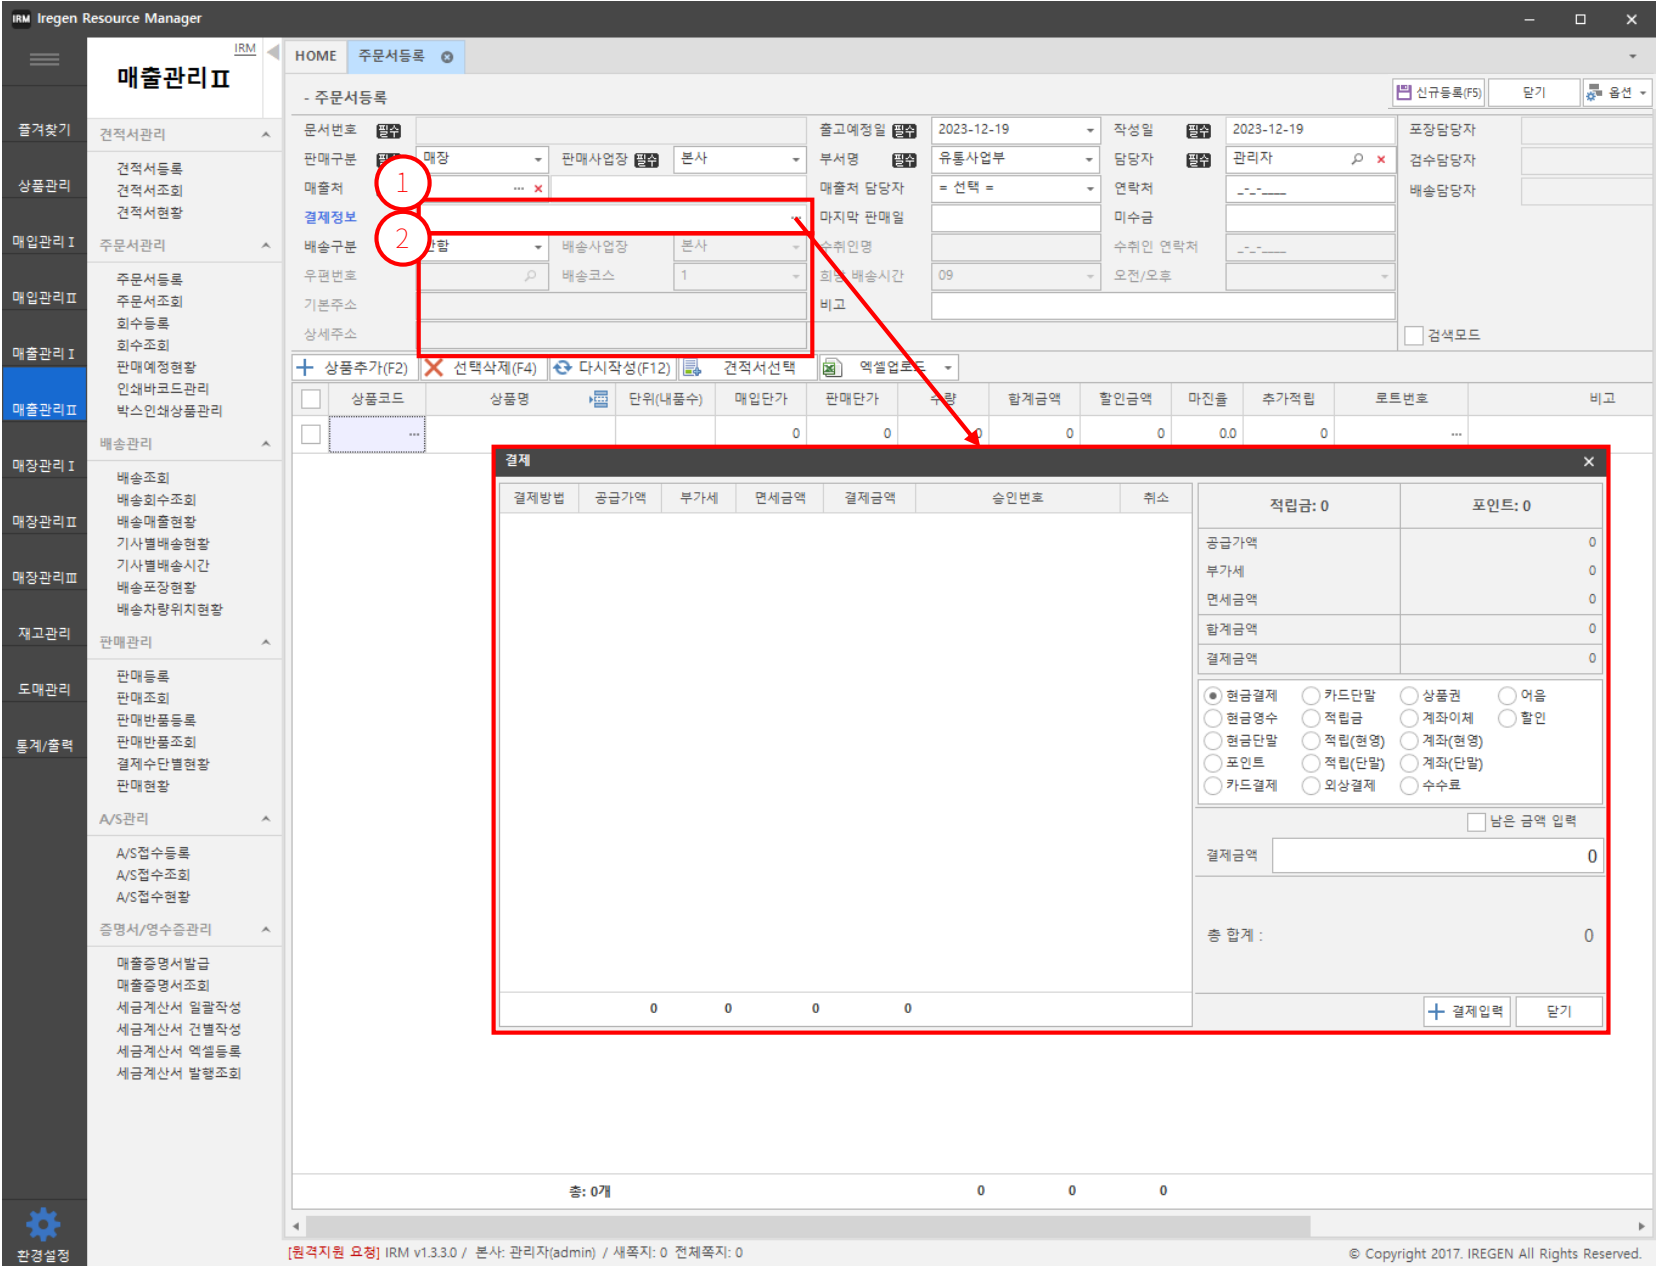 IRM Iregen Resource Manager
IRM
매출관리Ⅱ
즐겨찾기
상품관리
매입관리Ⅰ
매입관리Ⅱ
매출관리Ⅰ
매출관리Ⅱ
매장관리Ⅰ
매장관리Ⅱ
매장관리Ⅲ
재고관리
도매관리
통계/출력
환경설정
견적서관리
견적서등록
견적서조회
견적서현황
주문서관리
주문서등록
주문서조회
회수등록
회수조회
판매예정현황
인쇄바코드관리
박스인쇄상품관리
배송관리
배송조회
배송회수조회
배송매출현황
기사별배송현황
기사별배송시간
배송포장현황
배송차량위치현황
판매관리
판매등록
판매조회
판매반품등록
판매반품조회
결제수단별현황
판매현황
A/S관리
A/S접수등록
A/S접수조회
A/S접수현황
증명서/영수증관리
매출증명서발급
매출증명서조회
세금계산서 일괄작성
세금계산서 건별작성
세금계산서 엑셀등록
세금계산서 발행조회
HOME 주문서등록
- 주문서등록 신규등록(F5) 닫기 옵션
문서번호 필수 출고예정일 필수 2023-12-19 작성일 필수 2023-12-19 포장담당자
판매구분 필수 매장 판매사업장 필수 본사 부서명 필수 유통사업부 담당자 필수 관리자 검수담당자
매출처 1 ... 매출처 담당자 = 선택 = 연락처 _-_-____ 배송담당자
결제정보 ... 마지막 판매일 미수금
배송구분 2 안함 배송사업장 본사 수취인명 수취인 연락처 _-_-____
우편번호 배송코스 1 희망 배송시간 09 오전/오후
기본주소 비고
상세주소 검색모드
상품추가(F2) 선택삭제(F4) 다시작성(F12) 견적서선택 엑셀업로드
상품코드 상품명 단위(내품수) 매입단가 판매단가 수량 합계금액 할인금액 마진율 추가적립 로트번호 비고
... 0 0 0 0 0 0.0 0 ...
결제
결제방법 공급가액 부가세 면세금액 결제금액 승인번호 취소
적립금: 0 포인트: 0
공급가액 0
부가세 0
면세금액 0
합계금액 0
결제금액 0
현금결제 카드단말 상품권 어음
현금영수 적립금 계좌이체 할인
현금단말 적립(현영) 계좌(현영)
포인트 적립(단말) 계좌(단말)
카드결제 외상결제 수수료
남은 금액 입력
결제금액 0
총 합계 : 0
0 0 0 0
결제입력 닫기
총: 0개 0 0 0
[원격지원 요청] IRM v1.3.3.0 / 본사: 관리자(admin) / 새쪽지: 0 전체쪽지: 0
© Copyright 2017. IREGEN All Rights Reserved.